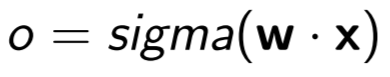 o = sigma(w · x)